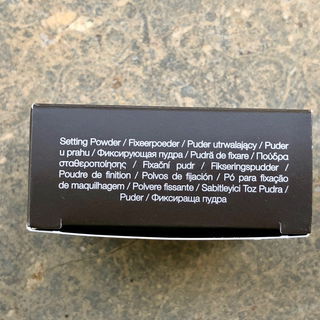 Setting Powder / Fixeerpoeder / Puder utrwalający / Puder
u prahu / Фиксирующая пудра / Pudră de fixare / Πούδρα
σταθεροποίησης / Fixační pudr / Fikseringspudder /
Poudre de finition / Polvos de fijación / Pó para fixação
de maquilhagem / Polvere fissante / Sabitleyici Toz Pudra /
Puder / Фиксираща пудра